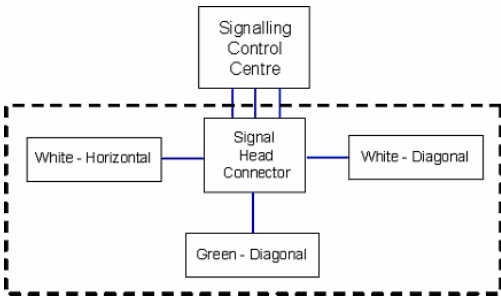 Signalling
Control
Centre
Signal
Head
Connector
White - Horizontal
White - Diagonal
Green - Diagonal